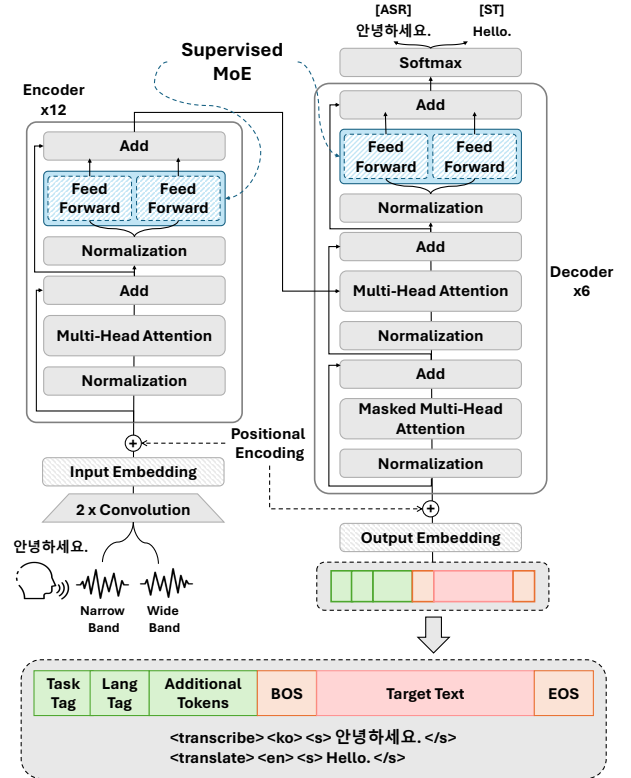 [ASR]
[ST]
안녕하세요.
Hello.
Softmax
Supervised
MoE
Encoder
x12
Add
Feed
Forward
Feed
Forward
Normalization
Add
Multi-Head Attention
Normalization
Input Embedding
2 x Convolution
안녕하세요.
Narrow
Band
Wide
Band
Positional
Encoding
Add
Feed
Forward
Feed
Forward
Normalization
Add
Multi-Head Attention
Normalization
Add
Masked Multi-Head
Attention
Normalization
Decoder
x6
Output Embedding
Task
Tag
Lang
Tag
Additional
Tokens
BOS
Target Text
EOS
<transcribe> <ko> <s> 안녕하세요. </s>
<translate> <en> <s> Hello. </s>